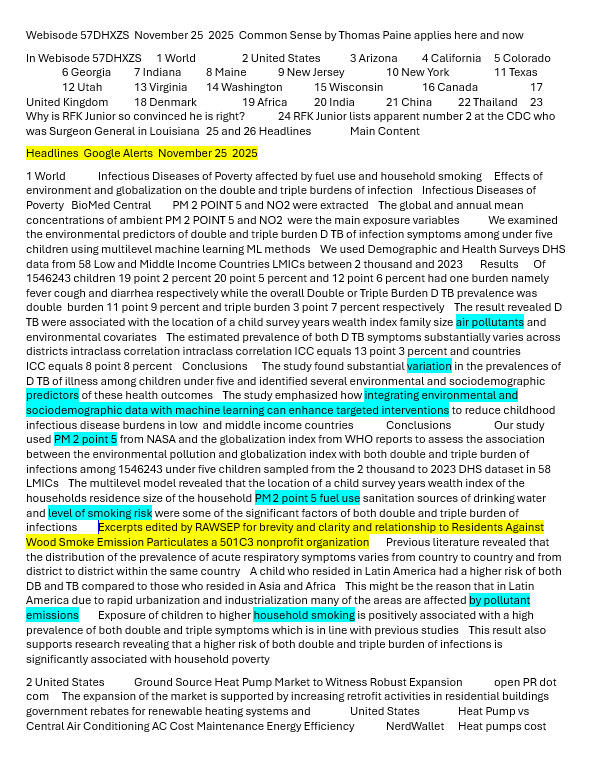 Webisode 57DHXZS November 25 2025 Common Sense by Thomas Paine applies here and now
In Webisode 57DHXZS 1 World 2 United States 3 Arizona 4 California 5 Colorado
6 Georgia 7 Indiana 8 Maine 9 New Jersey 10 New York 11 Texas
12 Utah 13 Virginia 14 Washington 15 Wisconsin 16 Canada 17
United Kingdom 18 Denmark 19 Africa 20 India 21 China 22 Thailand 23
Why is RFK Junior so convinced he is right? 24 RFK Junior lists apparent number 2 at the CDC who
was Surgeon General in Louisiana 25 and 26 Headlines Main Content
Headlines Google Alerts November 25 2025
1 World Infectious Diseases of Poverty affected by fuel use and household smoking Effects of
environment and globalization on the double and triple burdens of infection Infectious Diseases of
Poverty BioMed Central PM 2 POINT 5 and NO2 were extracted The global and annual mean
concentrations of ambient PM 2 POINT 5 and NO2 were the main exposure variables We examined
the environmental predictors of double and triple burden D TB of infection symptoms among under five
children using multilevel machine learning ML methods We used Demographic and Health Surveys DHS
data from 58 Low and Middle Income Countries LMICs between 2 thousand and 2023 Results Of
1546243 children 19 point 2 percent 20 point 5 percent and 12 point 6 percent had one burden namely
fever cough and diarrhea respectively while the overall Double or Triple Burden D TB prevalence was
double burden 11 point 9 percent and triple burden 3 point 7 percent respectively The result revealed D
TB were associated with the location of a child survey years wealth index family size air pollutants and
environmental covariates The estimated prevalence of both D TB symptoms substantially varies across
districts intraclass correlation intraclass correlation ICC equals 13 point 3 percent and countries
ICC equals 8 point 8 percent Conclusions The study found substantial variation in the prevalences of
D TB of illness among children under five and identified several environmental and sociodemographic
predictors of these health outcomes The study emphasized how integrating environmental and
sociodemographic data with machine learning can enhance targeted interventions to reduce childhood
infectious disease burdens in low and middle income countries Conclusions Our study
used PM 2 point 5 from NASA and the globalization index from WHO reports to assess the association
between the environmental pollution and globalization index with both double and triple burden of
infections among 1546243 under five children sampled from the 2 thousand to 2023 DHS dataset in 58
LMICs The multilevel model revealed that the location of a child survey years wealth index of the
households residence size of the household PM 2 point 5 fuel use sanitation sources of drinking water
and level of smoking risk were some of the significant factors of both double and triple burden of
infections Excerpts edited by RAWSEP for brevity and clarity and relationship to Residents Against
Wood Smoke Emission Particulates a 501C3 nonprofit organization Previous literature revealed that
the distribution of the prevalence of acute respiratory symptoms varies from country to country and from
district to district within the same country A child who resided in Latin America had a higher risk of both
DB and TB compared to those who resided in Asia and Africa This might be the reason that in Latin
America due to rapid urbanization and industrialization many of the areas are affected by pollutant
emissions Exposure of children to higher household smoking is positively associated with a high
prevalence of both double and triple symptoms which is in line with previous studies This result also
supports research revealing that a higher risk of both double and triple burden of infections is
significantly associated with household poverty
2 United States Ground Source Heat Pump Market to Witness Robust Expansion open PR dot
com The expansion of the market is supported by increasing retrofit activities in residential buildings
government rebates for renewable heating systems and United States Heat Pump vs
Central Air Conditioning AC Cost Maintenance Energy Efficiency NerdWallet Heat pumps cost